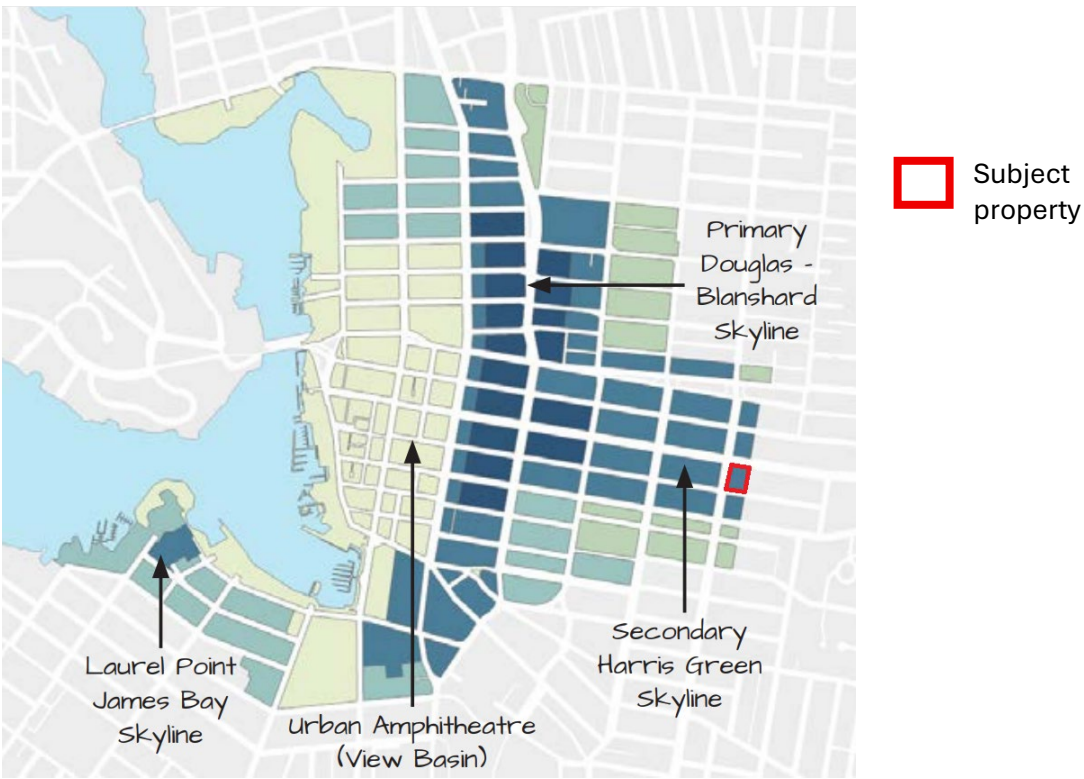 Subject
property
Primary
Douglas -
Blanshard
Skyline
Secondary
Harris Green
Skyline
Laurel Point
James Bay
Skyline
Urban Amphitheatre
(View Basin)